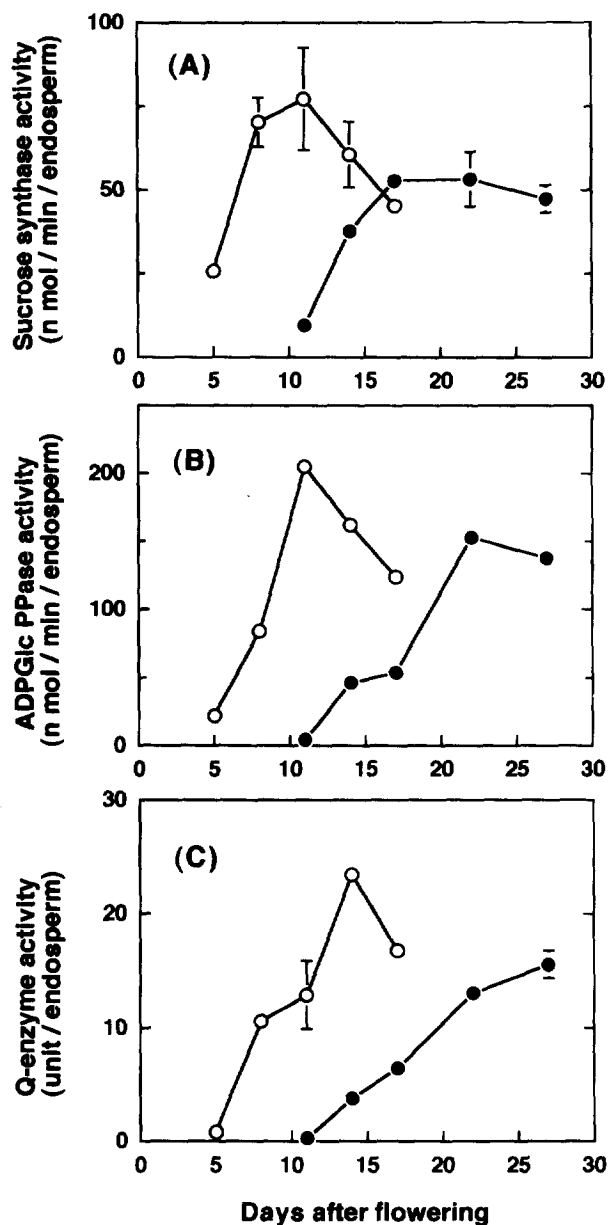 (A)
Sucrose synthase activity
(n mol / min / endosperm)
100
50
0
0 5 10 15 20 25 30
(B)
ADPGlc PPase activity
(n mol / min / endosperm)
200
100
0
0 5 10 15 20 25 30
(C)
Q-enzyme activity
(unit / endosperm)
30
20
10
0
0 5 10 15 20 25 30
Days after flowering